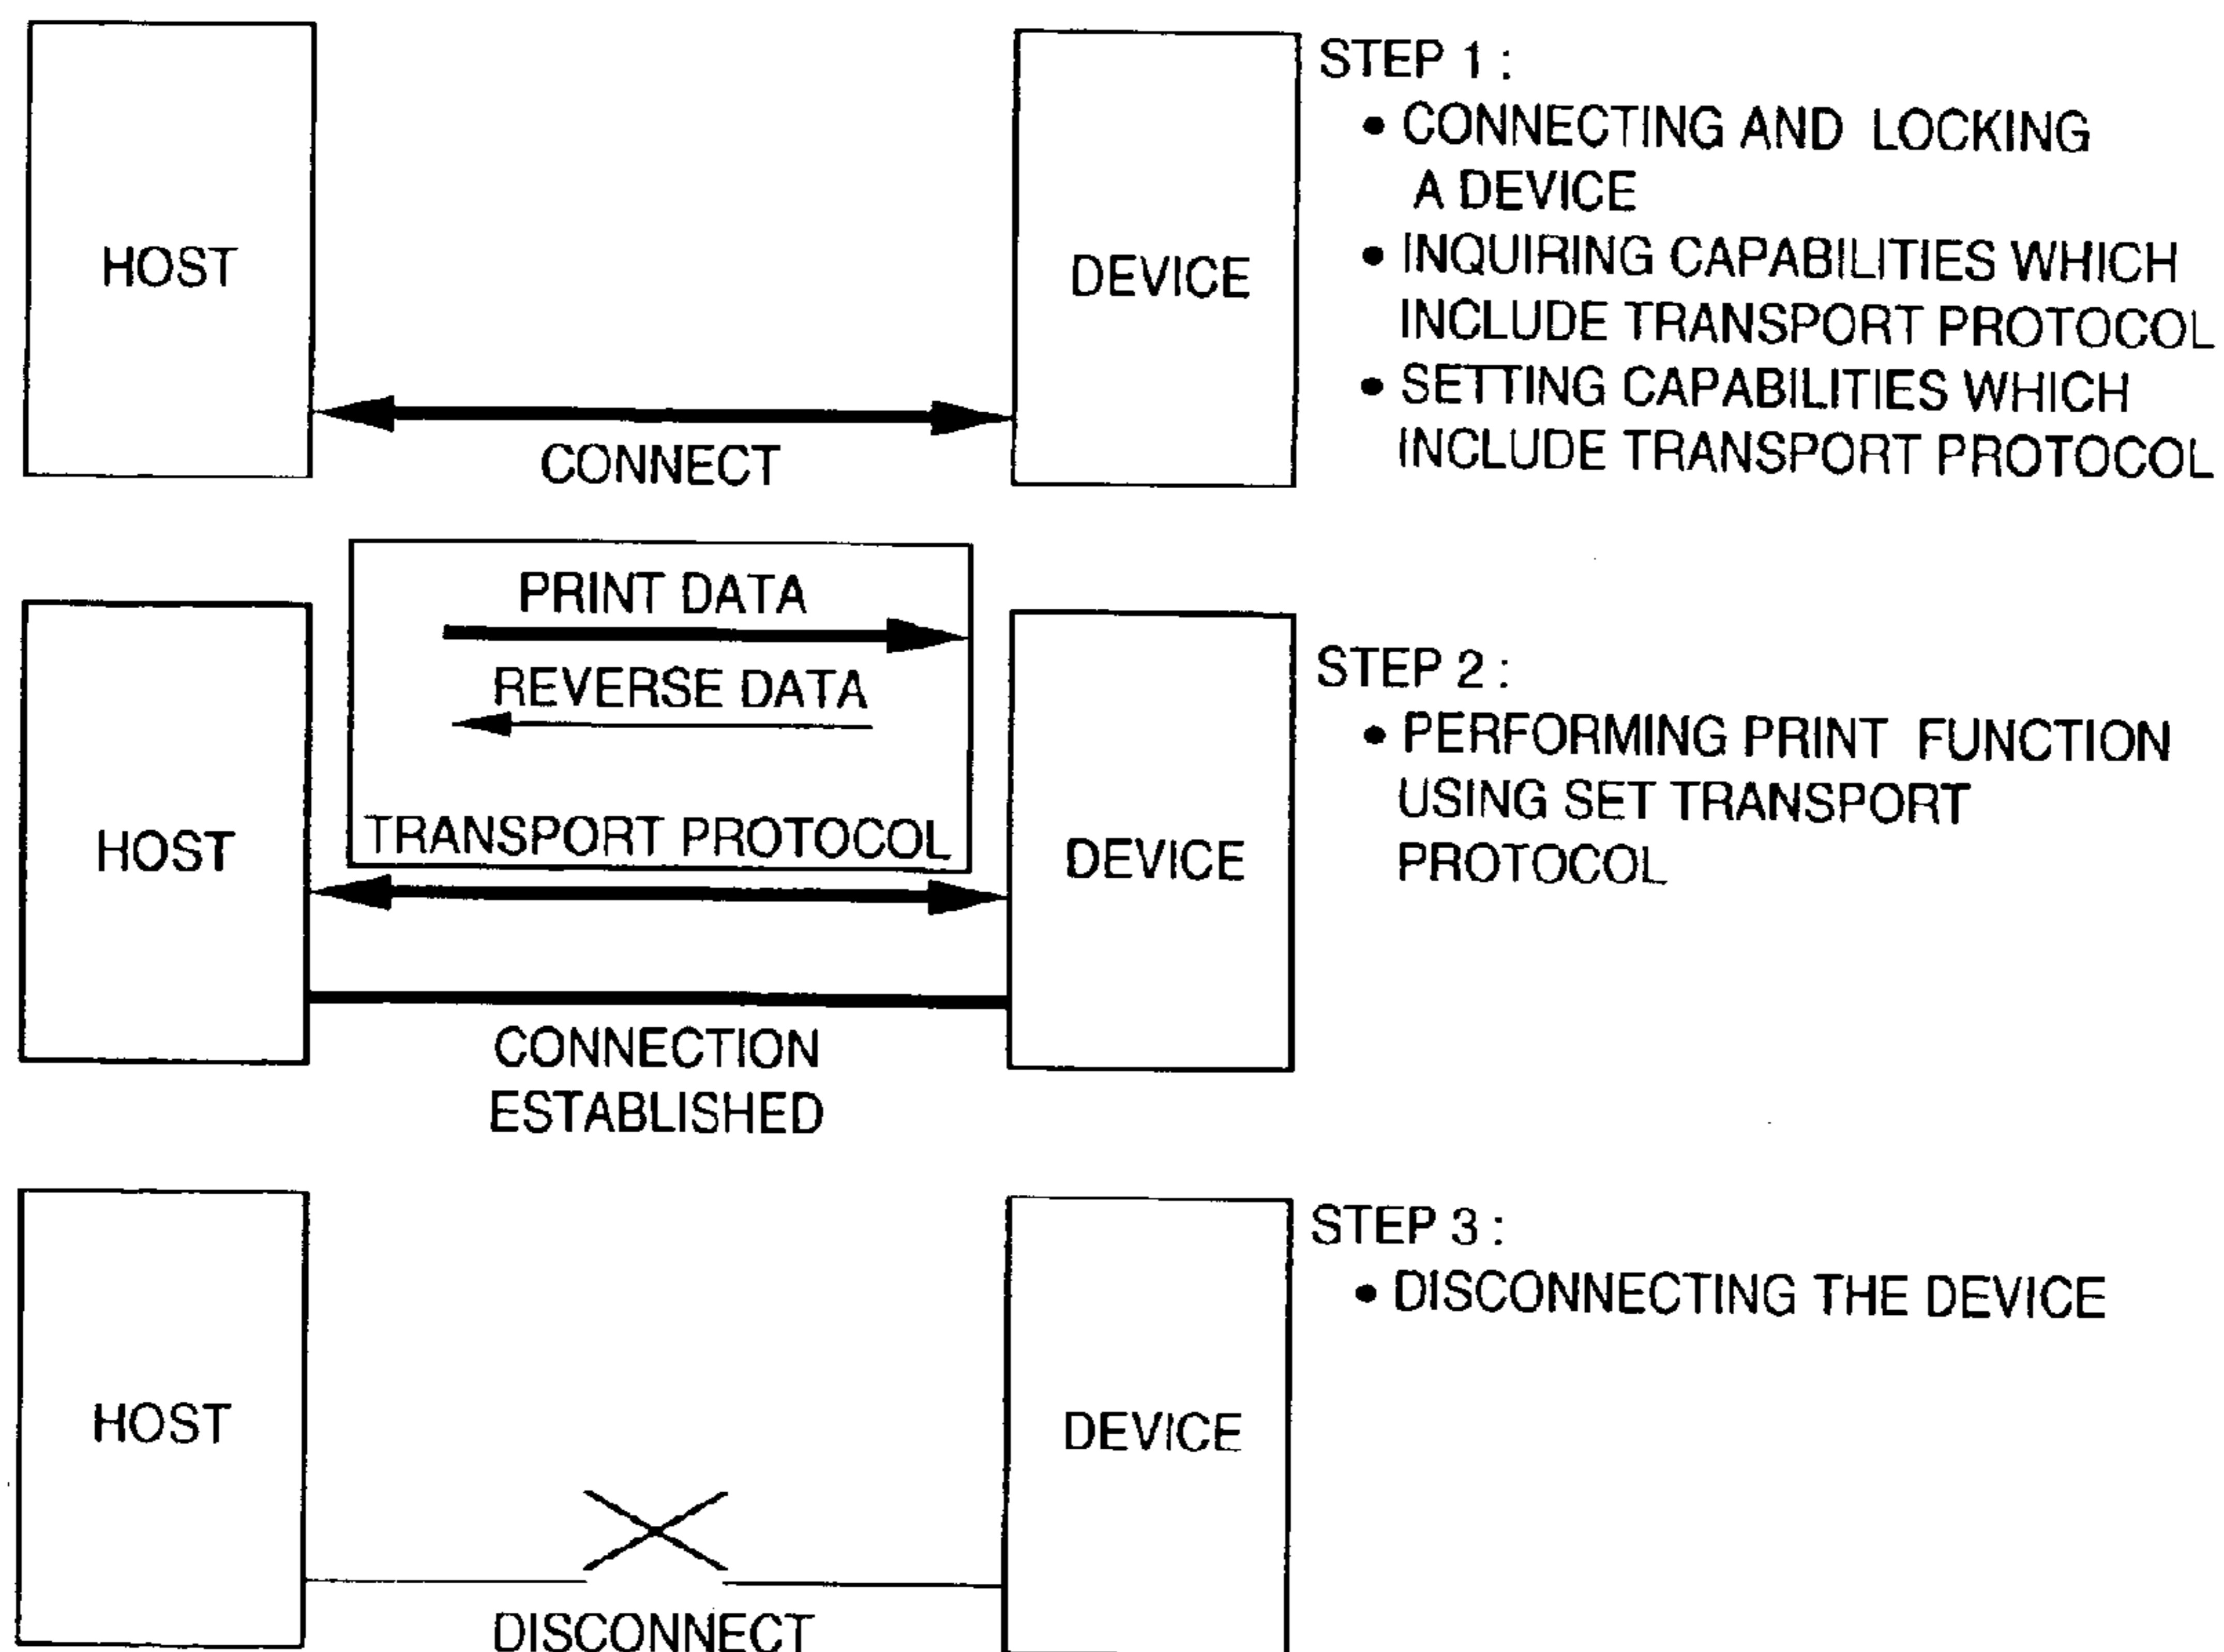 HOST
DEVICE
CONNECT
STEP 1 :
• CONNECTING AND LOCKING
A DEVICE
• INQUIRING CAPABILITIES WHICH
INCLUDE TRANSPORT PROTOCOL
• SETTING CAPABILITIES WHICH
INCLUDE TRANSPORT PROTOCOL
HOST
PRINT DATA
REVERSE DATA
TRANSPORT PROTOCOL
CONNECTION
ESTABLISHED
DEVICE
STEP 2 :
• PERFORMING PRINT FUNCTION
USING SET TRANSPORT
PROTOCOL
HOST
DISCONNECT
DEVICE
STEP 3 :
• DISCONNECTING THE DEVICE